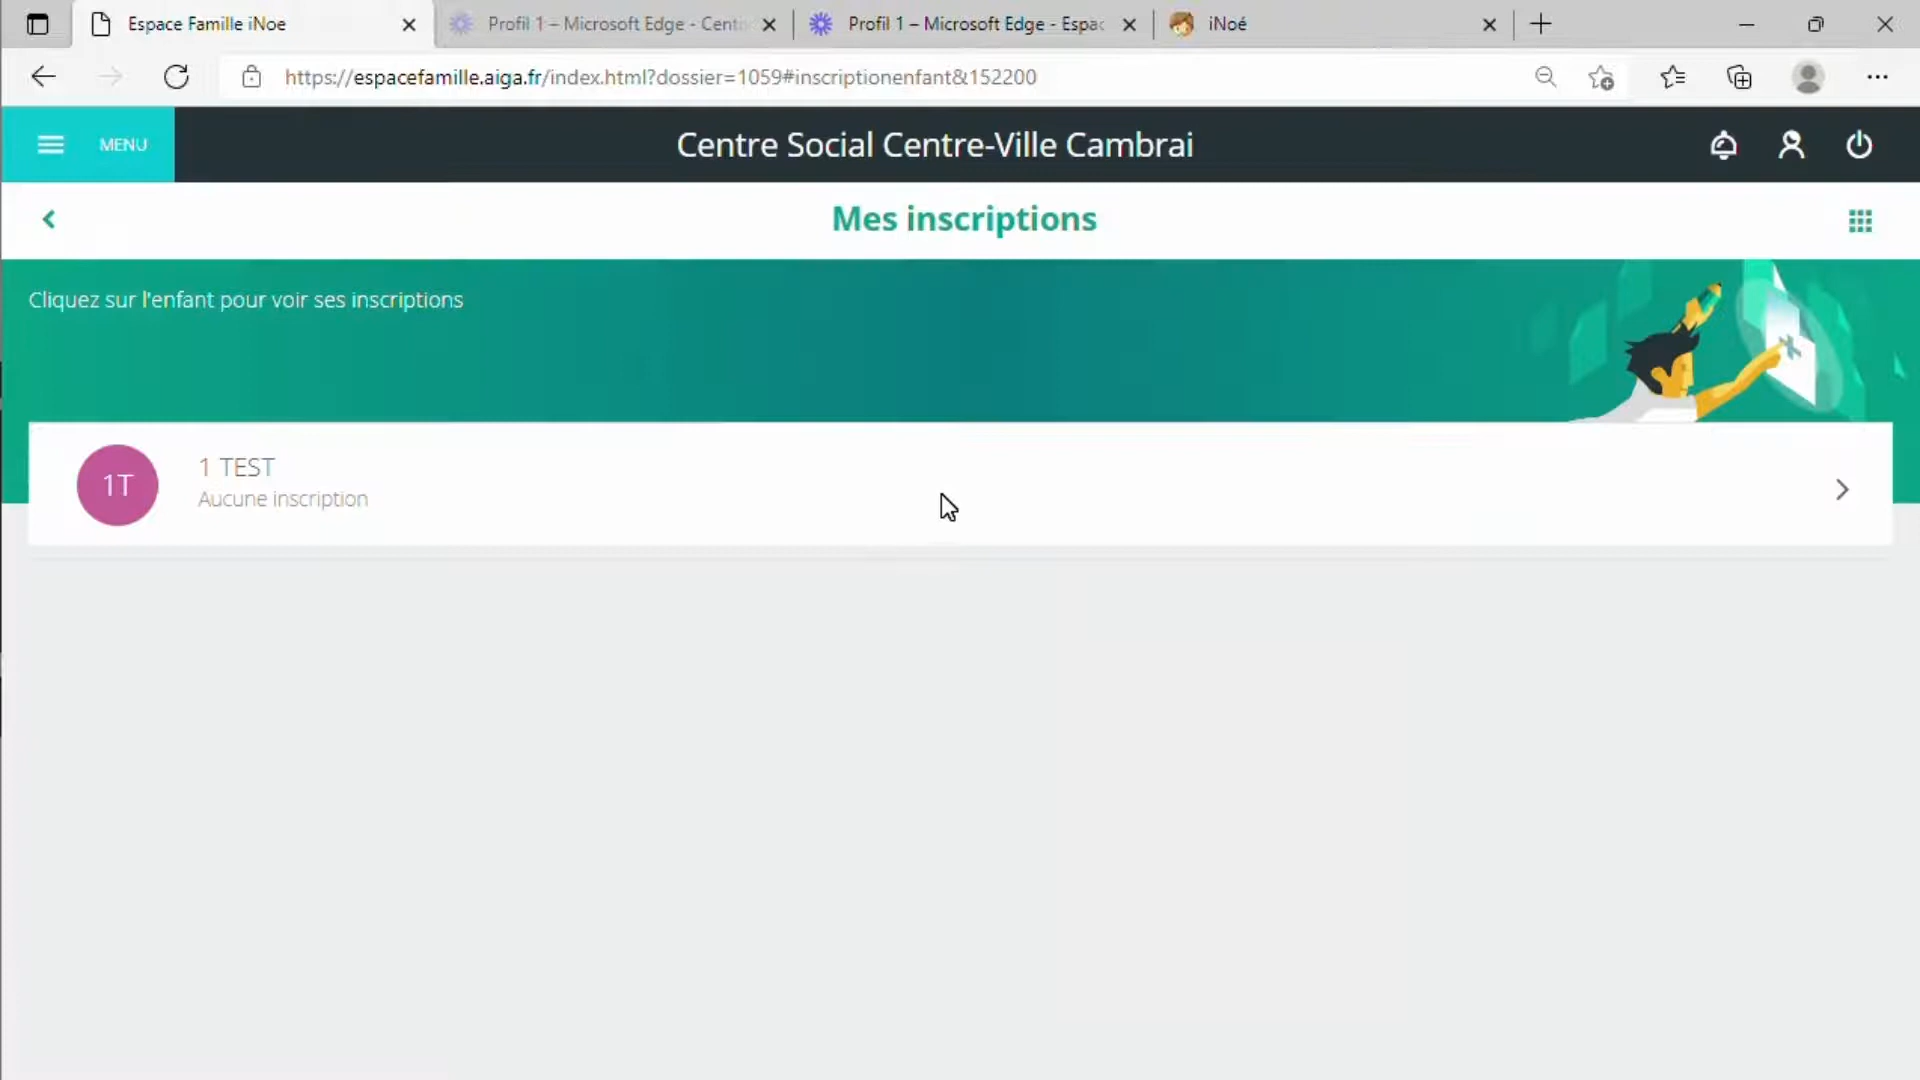 Espace Famille iNoe
Profil 1 – Microsoft Edge - Cent
Profil 1 – Microsoft Edge - Espac
iNoé
https://espacefamille.aiga.fr/index.html?dossier=1059#inscriptionenfant&152200
MENU
Centre Social Centre-Ville Cambrai
Mes inscriptions
Cliquez sur l'enfant pour voir ses inscriptions
1T
1 TEST
Aucune inscription